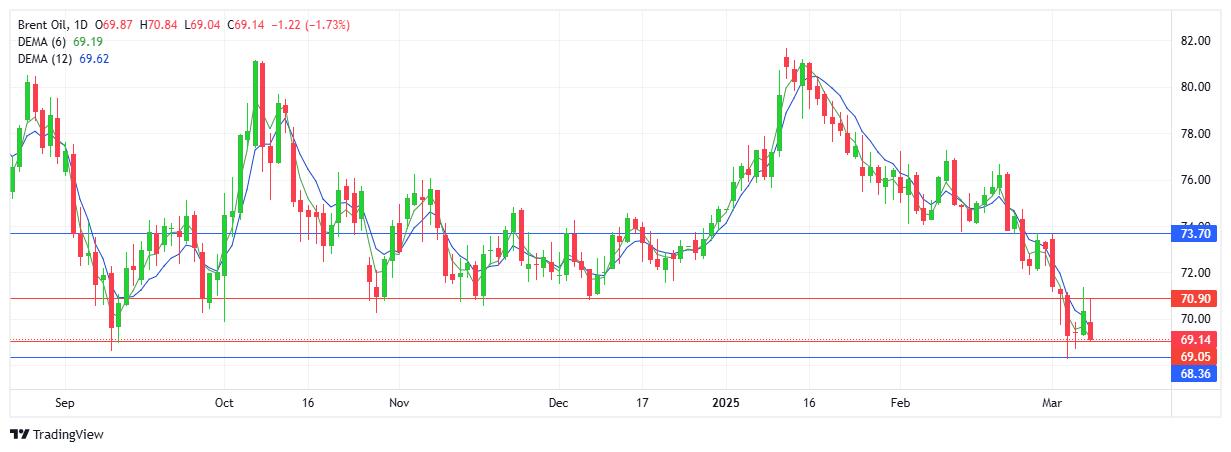 Brent Oil, 1D O69.87 H70.84 L69.04 C69.14 −1.22 (−1.73%)
DEMA (6) 69.19
DEMA (12) 69.62
82.00
80.00
78.00
76.00
74.00
73.70
72.00
70.90
70.00
69.14
69.05
68.36
Sep Oct 16 Nov Dec 17 2025 16 Feb Mar
TradingView